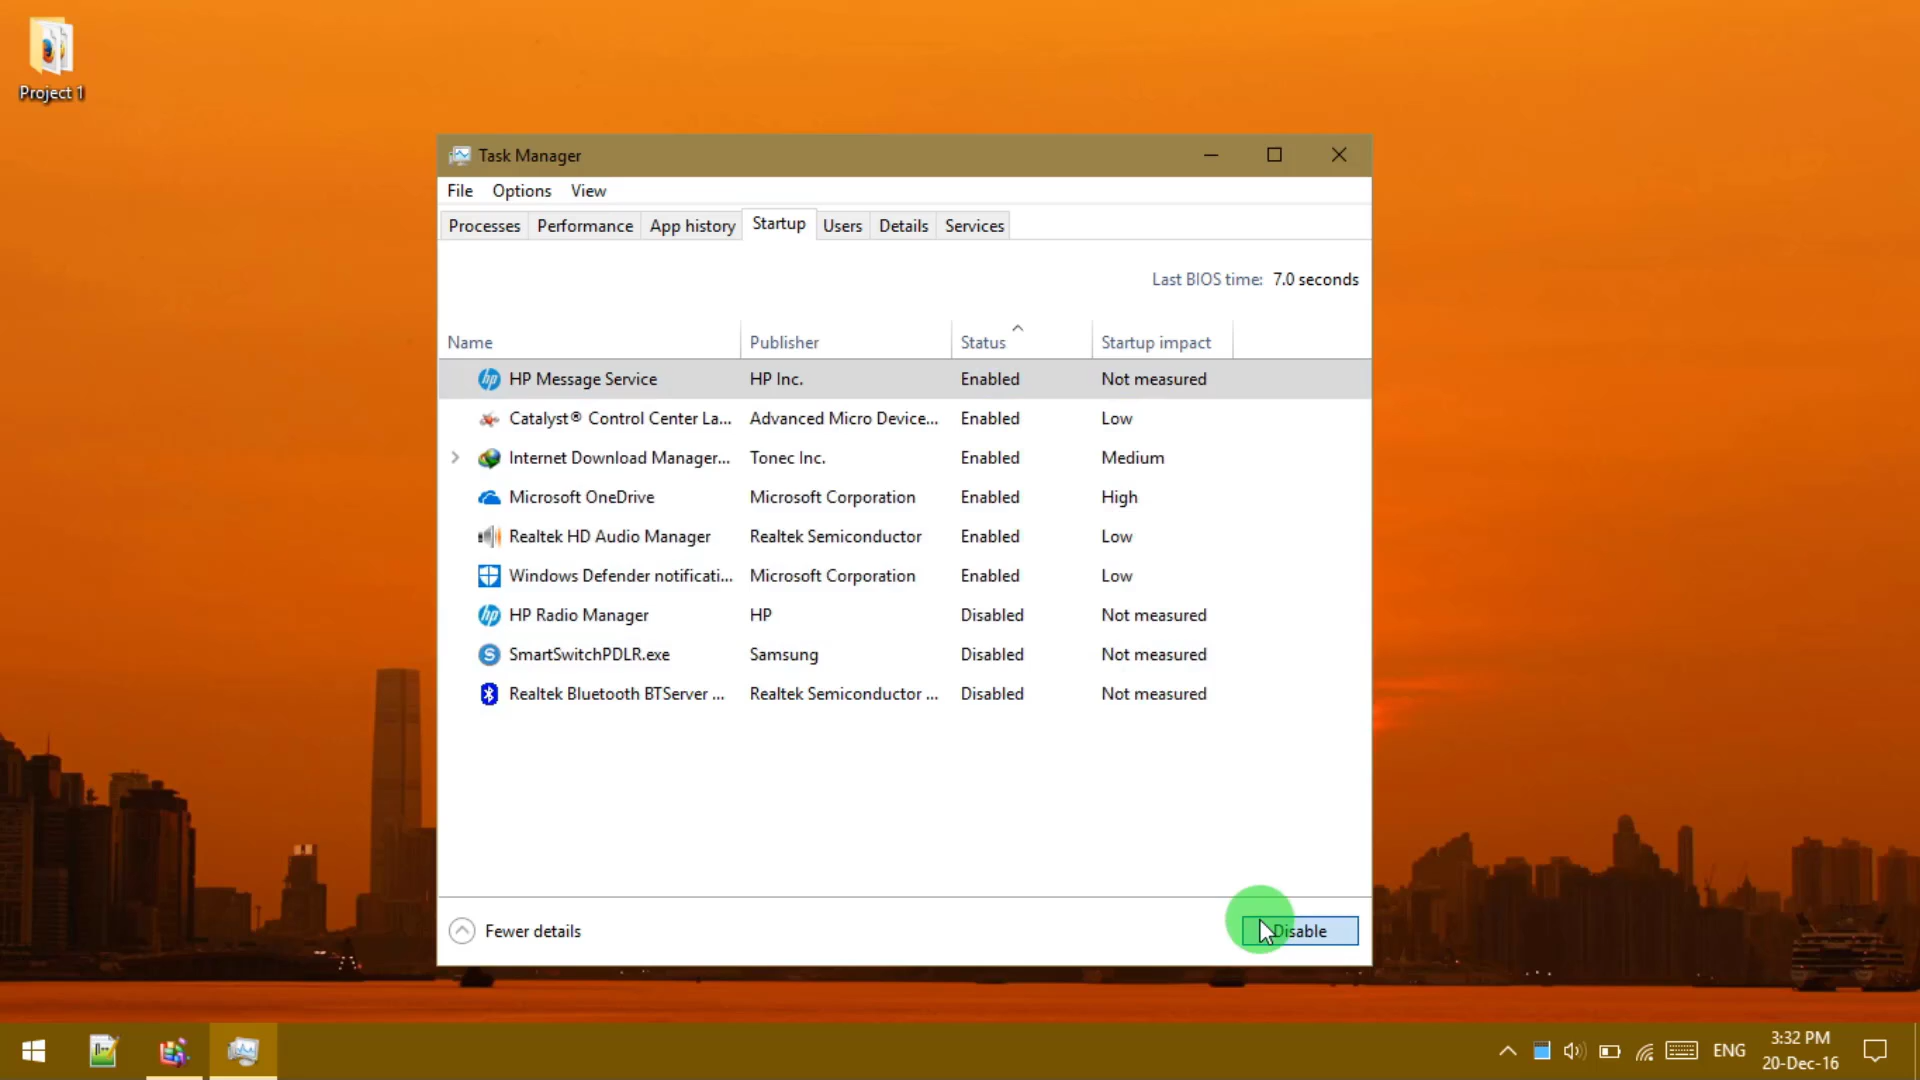 Project 1
Task Manager
File Options View
Processes Performance App history Startup Users Details Services
Last BIOS time: 7.0 seconds
Name Publisher Status Startup impact
HP Message Service HP Inc. Enabled Not measured
Catalyst® Control Center La... Advanced Micro Device... Enabled Low
Internet Download Manager... Tonec Inc. Enabled Medium
Microsoft OneDrive Microsoft Corporation Enabled High
Realtek HD Audio Manager Realtek Semiconductor Enabled Low
Windows Defender notificati... Microsoft Corporation Enabled Low
HP Radio Manager HP Disabled Not measured
SmartSwitchPDLR.exe Samsung Disabled Not measured
Realtek Bluetooth BTServer ... Realtek Semiconductor ... Disabled Not measured
Fewer details Disable
ENG 3:32 PM
20-Dec-16